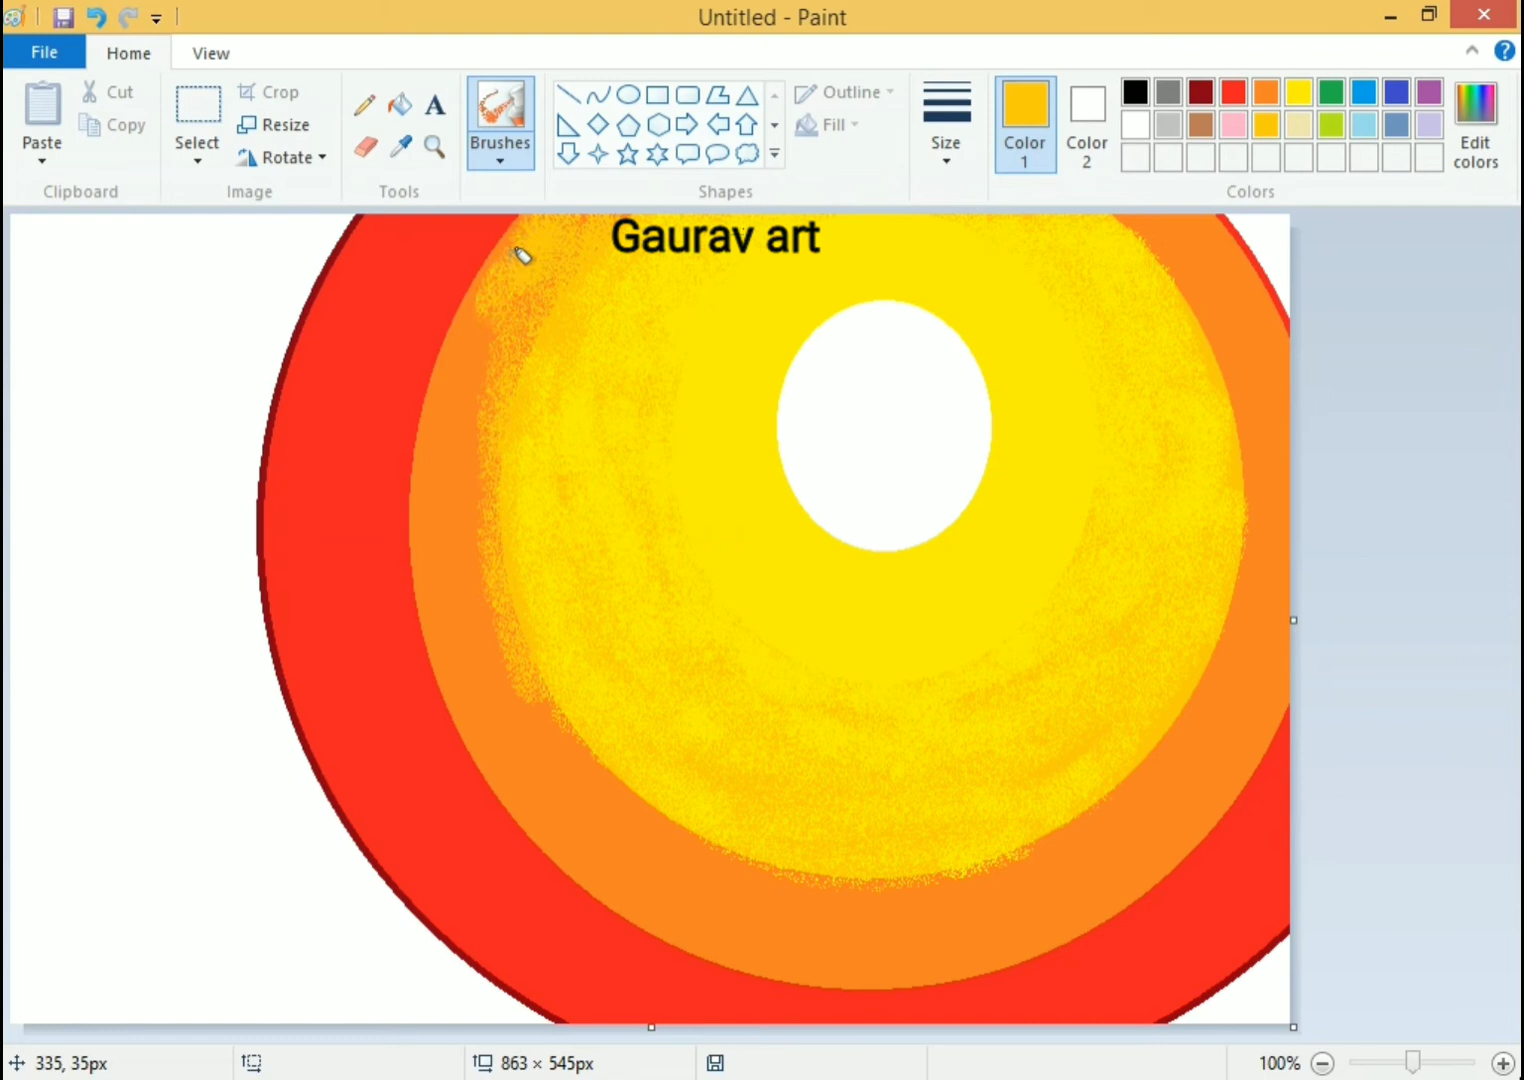 Untitled - Paint
File
Home
View
Paste
Cut
Copy
Clipboard
Select
Crop
Resize
Rotate
Image
A
Tools
Brushes
Shapes
Outline
Fill
Size
Color 1
Color 2
Edit colors
Colors
Gaurav art
335, 35px
863 × 545px
100%